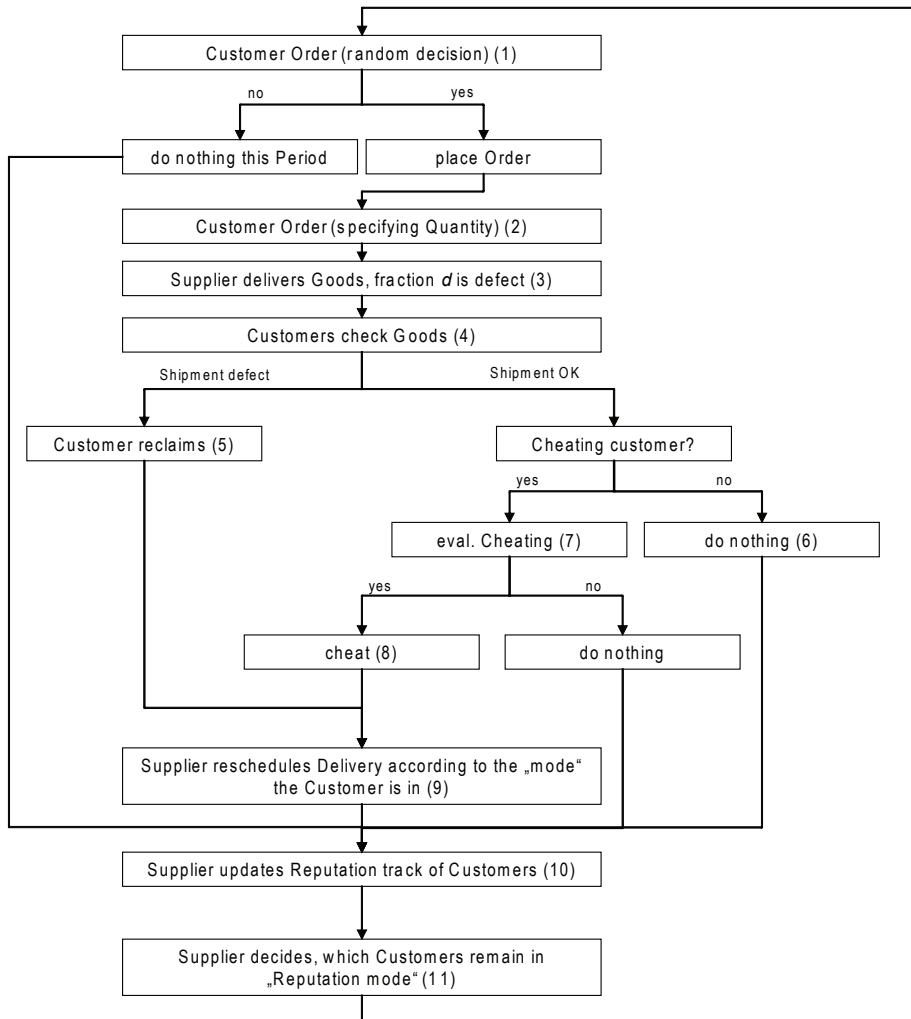 Customer Order (random decision) (1)
no
yes
do nothing this Period
place Order
Customer Order (specifying Quantity) (2)
Supplier delivers Goods, fraction d is defect (3)
Customers check Goods (4)
Shipment defect
Shipment OK
Customer reclaims (5)
Cheating customer?
yes
no
eval. Cheating (7)
do nothing (6)
yes
no
cheat (8)
do nothing
Supplier reschedules Delivery according to the „mode“
the Customer is in (9)
Supplier updates Reputation track of Customers (10)
Supplier decides, which Customers remain in
„Reputation mode“ (11)